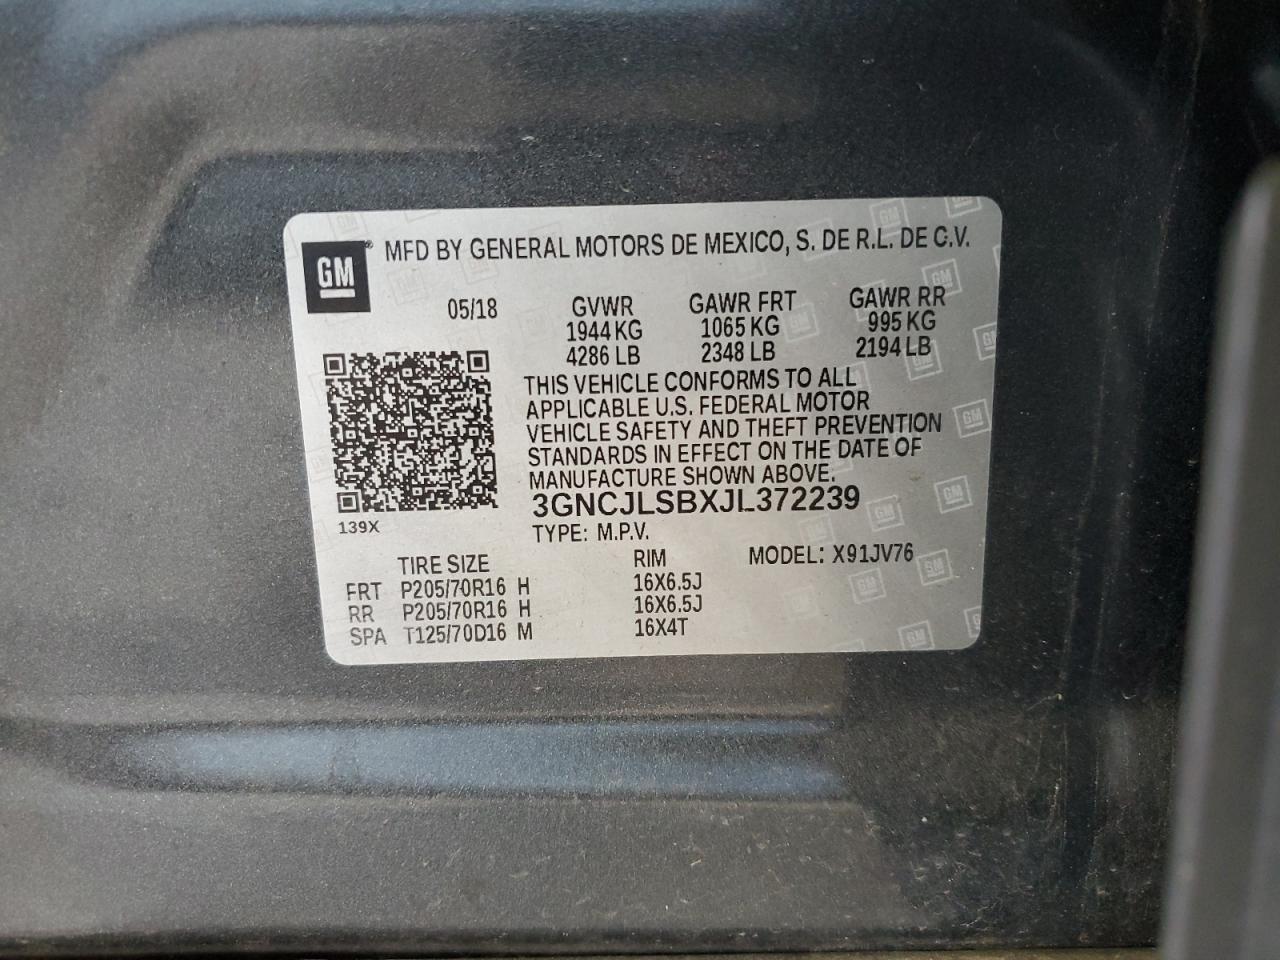 GM
MFD BY GENERAL MOTORS DE MEXICO, S. DE R.L. DE C.V.
05/18 GVWR GAWR FRT GAWR RR
1944 KG 1065 KG 995 KG
4286 LB 2348 LB 2194 LB
THIS VEHICLE CONFORMS TO ALL
APPLICABLE U.S. FEDERAL MOTOR
VEHICLE SAFETY AND THEFT PREVENTION
STANDARDS IN EFFECT ON THE DATE OF
MANUFACTURE SHOWN ABOVE.
3GNCJLSBXJL372239
139X
TYPE: M.P.V.
TIRE SIZE RIM MODEL: X91JV76
FRT P205/70R16 H 16X6.5J
RR P205/70R16 H 16X6.5J
SPA T125/70D16 M 16X4T